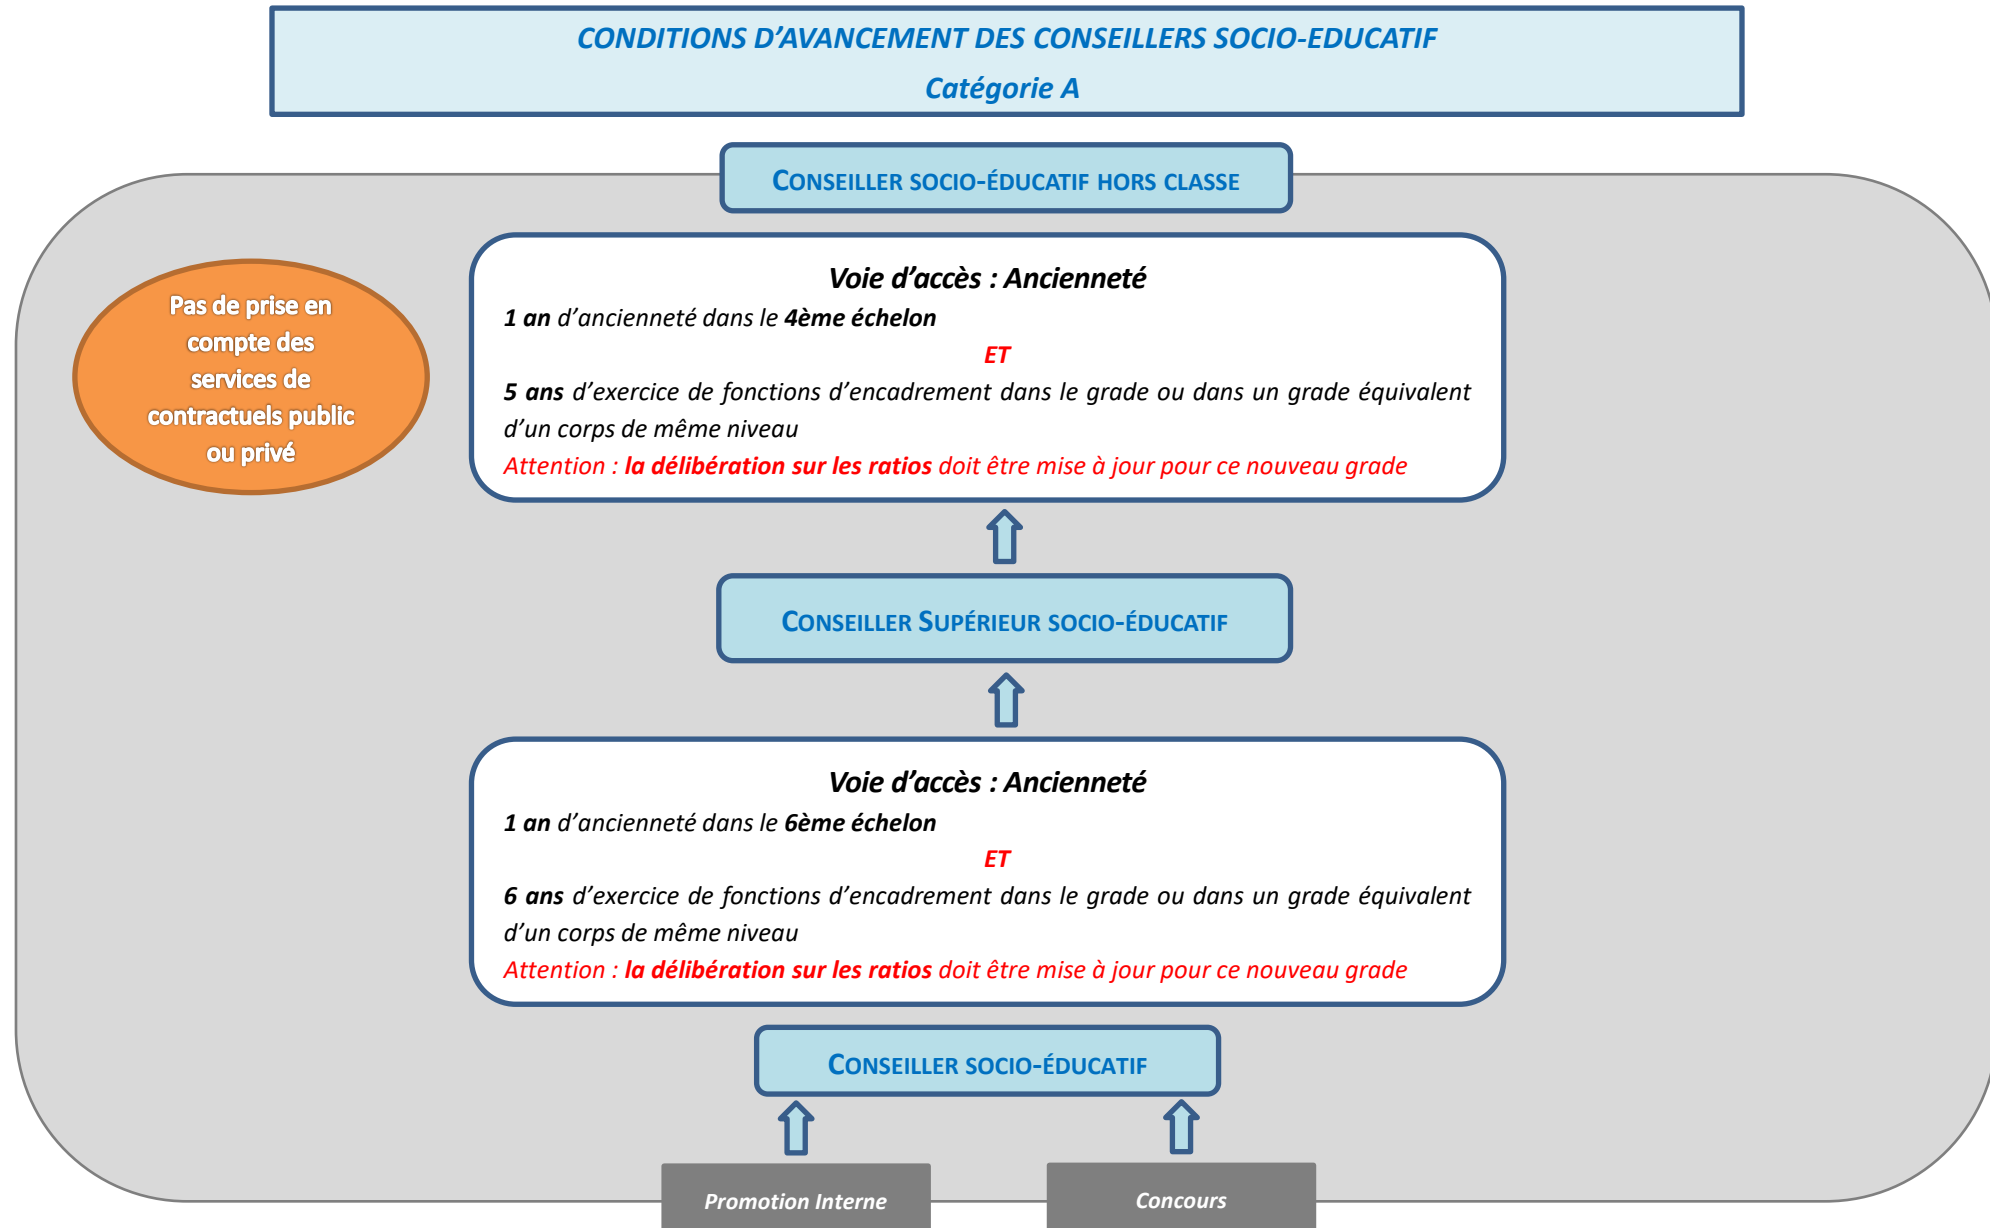 CONDITIONS D'AVANCEMENT DES CONSEILLERS SOCIO-EDUCATIF
Catégorie A
CONSEILLER SOCIO-ÉDUCATIF HORS CLASSE
Pas de prise en
compte des
services de
contractuels public
ou privé
Voie d'accès : Ancienneté
1 an d'ancienneté dans le 4ème échelon
ET
5 ans d'exercice de fonctions d'encadrement dans le grade ou dans un grade équivalent
d'un corps de même niveau
Attention : la délibération sur les ratios doit être mise à jour pour ce nouveau grade
CONSEILLER SUPÉRIEUR SOCIO-ÉDUCATIF
Voie d'accès : Ancienneté
1 an d'ancienneté dans le 6ème échelon
ET
6 ans d'exercice de fonctions d'encadrement dans le grade ou dans un grade équivalent
d'un corps de même niveau
Attention : la délibération sur les ratios doit être mise à jour pour ce nouveau grade
CONSEILLER SOCIO-ÉDUCATIF
Promotion Interne
Concours